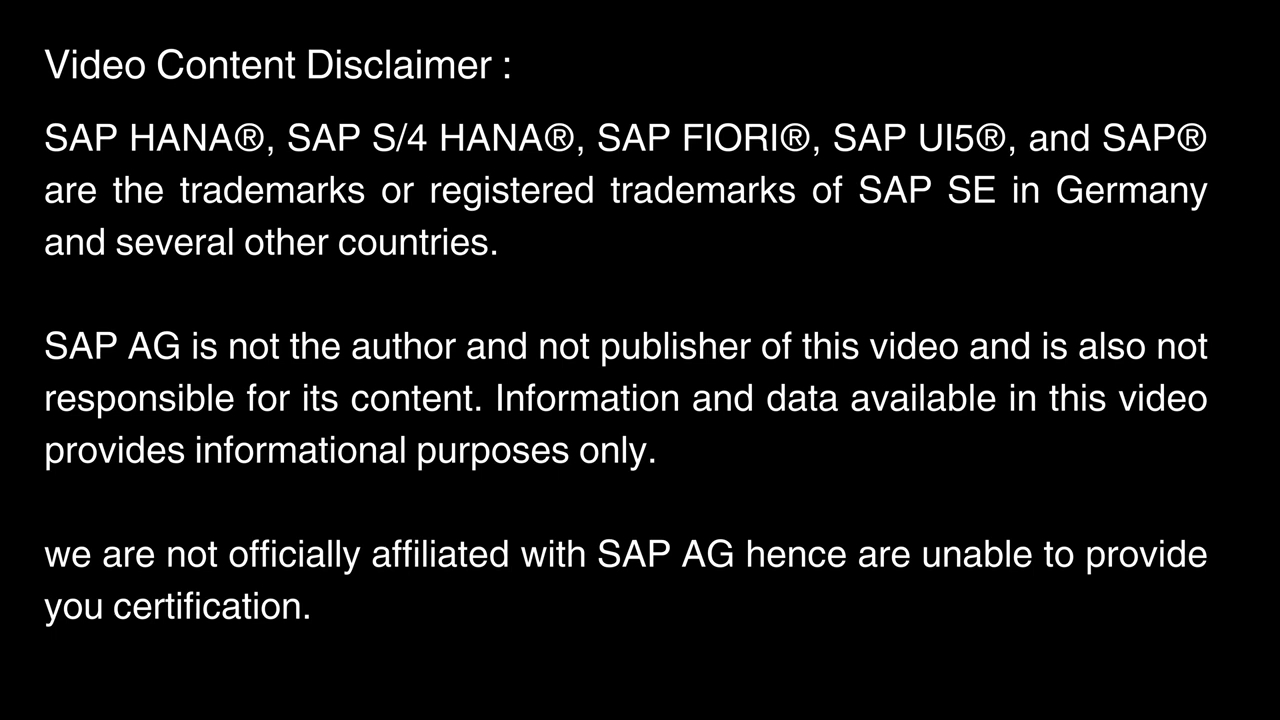 Video Content Disclaimer :
SAP HANA®, SAP S/4 HANA®, SAP FIORI®, SAP UI5®, and SAP®
are the trademarks or registered trademarks of SAP SE in Germany
and several other countries.
SAP AG is not the author and not publisher of this video and is also not
responsible for its content. Information and data available in this video
provides informational purposes only.
we are not officially affiliated with SAP AG hence are unable to provide
you certification.